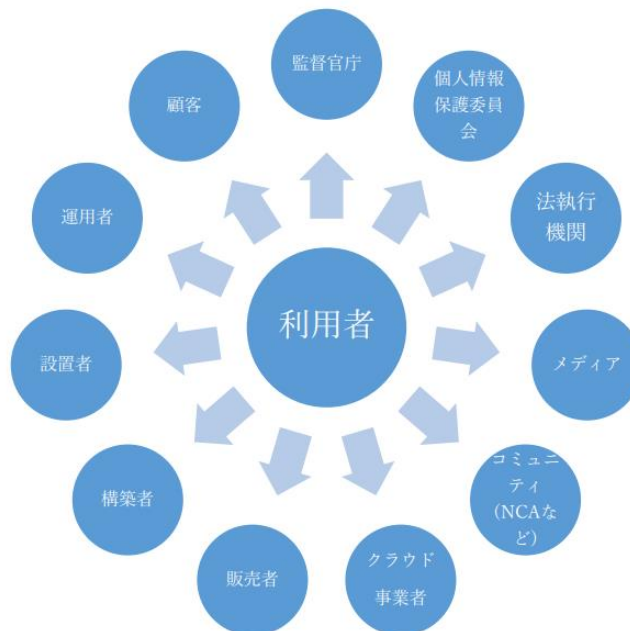 監督官庁
個人情報
保護委員
会
法執行
機関
メディア
コミュニ
ティ
(NCAな
ど)
クラウド
事業者
販売者
構築者
設置者
運用者
顧客
利用者